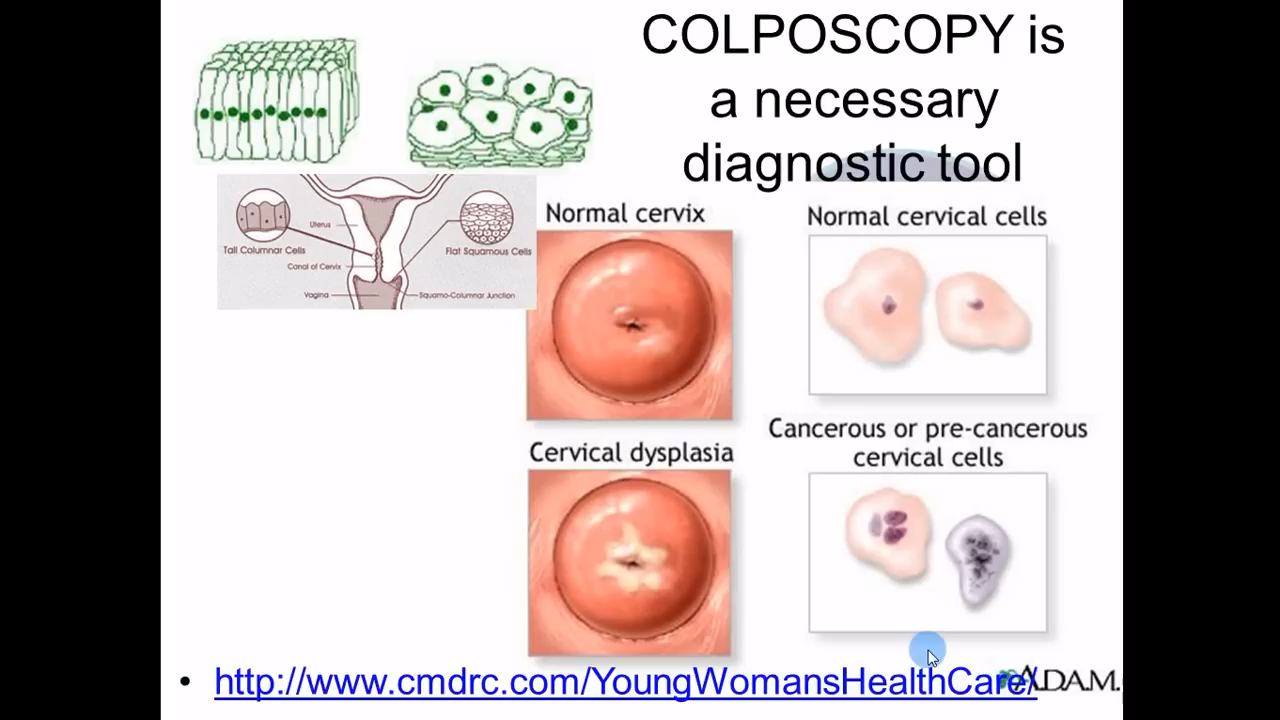 COLPOSCOPY is
a necessary
diagnostic tool
Tall Columnar Cells
Uterus
Flat Squamous Cells
Canal of Cervix
Vagina
Squamo-Columnar Junction
Normal cervix
Normal cervical cells
Cervical dysplasia
Cancerous or pre-cancerous
cervical cells
• http://www.cmdrc.com/YoungWomansHealthCare/
A.D.A.M.